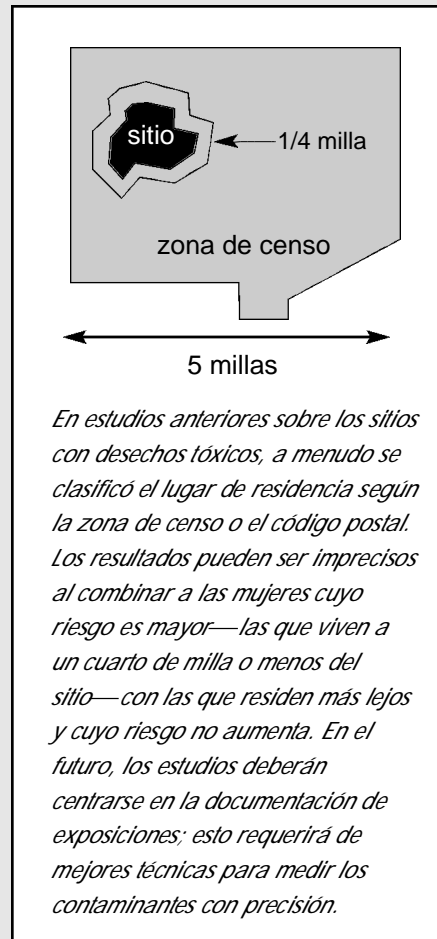 sitio
1/4 milla
zona de censo
5 millas
En estudios anteriores sobre los sitios
con desechos tóxicos, a menudo se
clasificó el lugar de residencia según
la zona de censo o el código postal.
Los resultados pueden ser imprecisos
al combinar a las mujeres cuyo
riesgo es mayor—las que viven a
un cuarto de milla o menos del
sitio—con las que residen más lejos
y cuyo riesgo no aumenta. En el
futuro, los estudios deberán
centrarse en la documentación de
exposiciones; esto requerirá de
mejores técnicas para medir los
contaminantes con precisión.